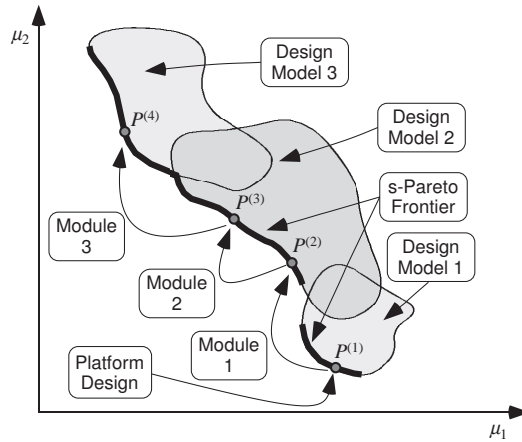 μ2
Design
Model 3
P(4)
Design
Model 2
s-Pareto
Frontier
P(3)
Module
3
P(2)
Design
Model 1
Module
2
Module
1
P(1)
Platform
Design
μ1